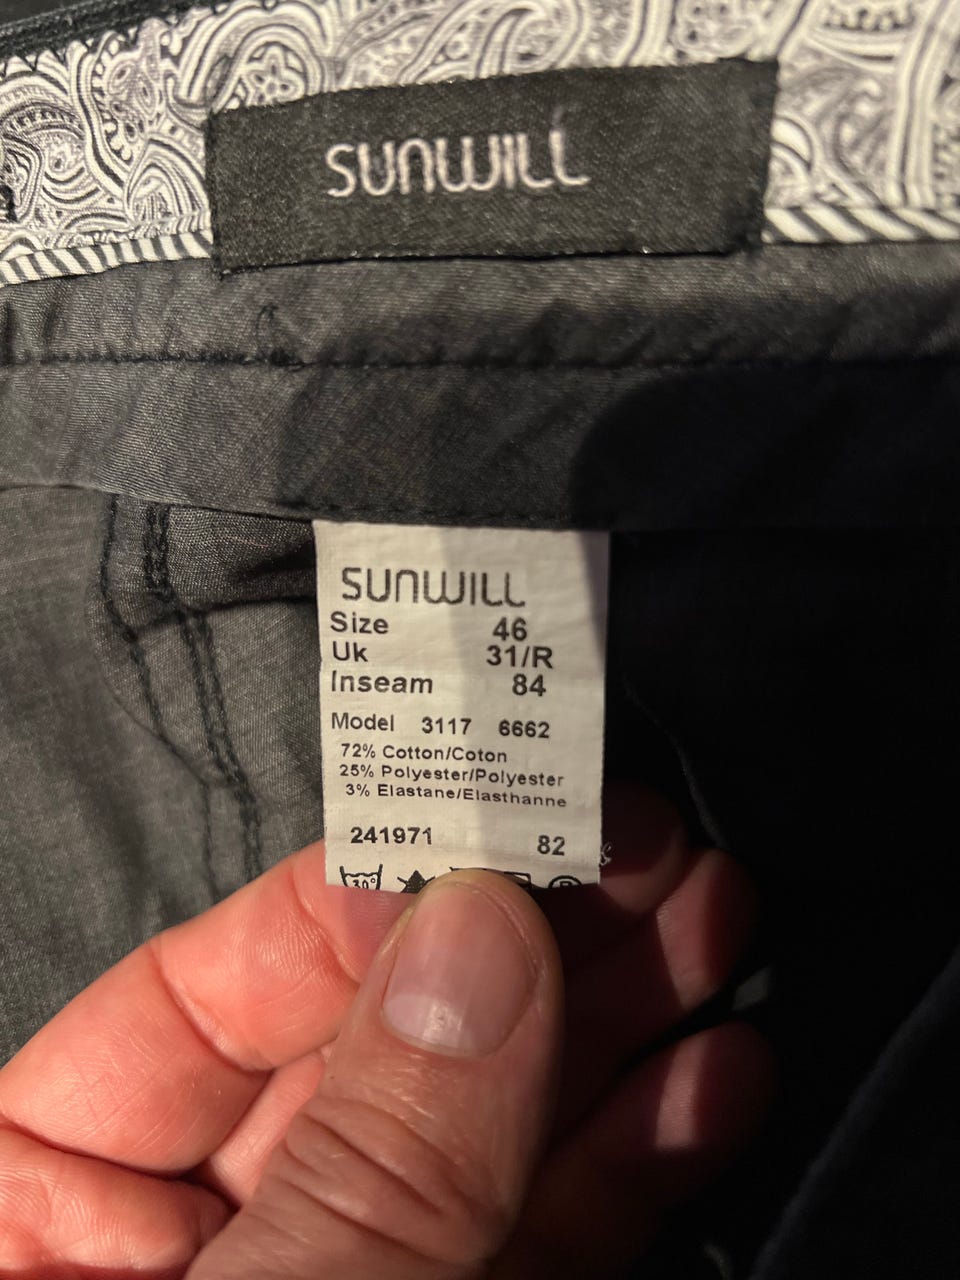 SUNWILL
SUNWILL
Size 46
Uk 31/R
Inseam 84
Model 3117 6662
72% Cotton/Coton
25% Polyester/Polyester
3% Elastane/Elasthanne
241971 82
30°